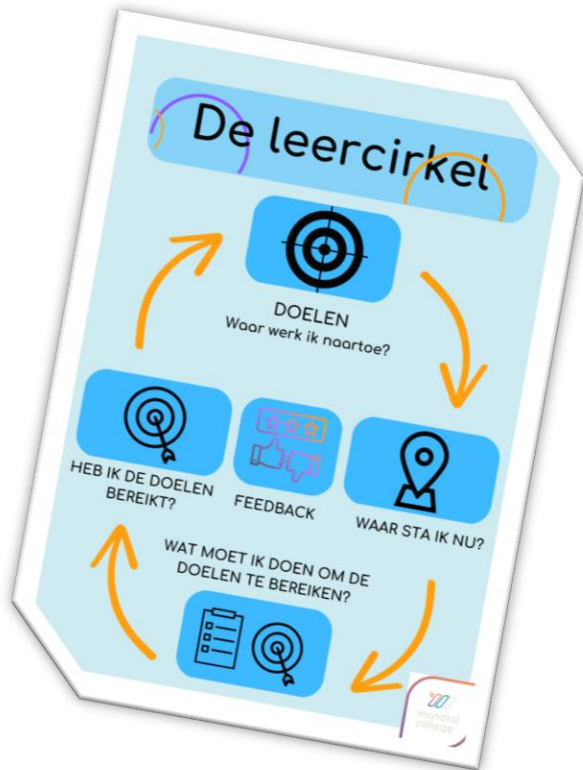 De leercirkel
DOELEN
Waar werk ik naartoe?
HEB IK DE DOELEN
BEREIKT?
FEEDBACK
WAAR STA IK NU?
WAT MOET IK DOEN OM DE
DOELEN TE BEREIKEN?
mondial
college